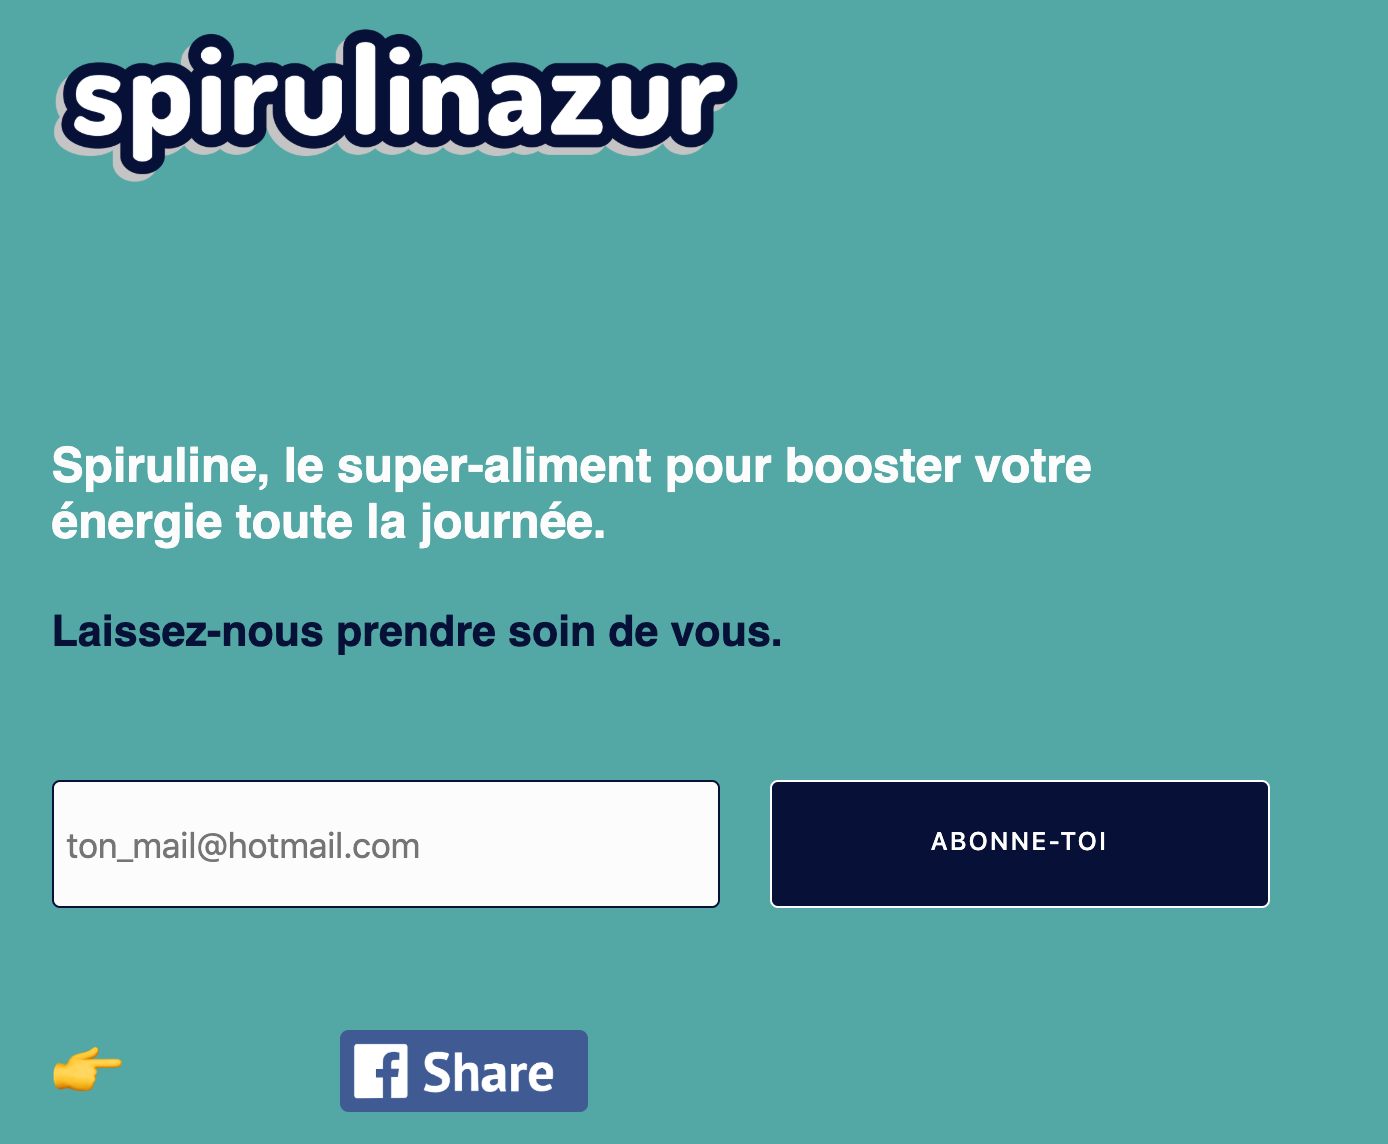 spirulinazur
Spiruline, le super-aliment pour booster votre
énergie toute la journée.
Laissez-nous prendre soin de vous.
ton_mail@hotmail.com
ABONNE-TOI
Share